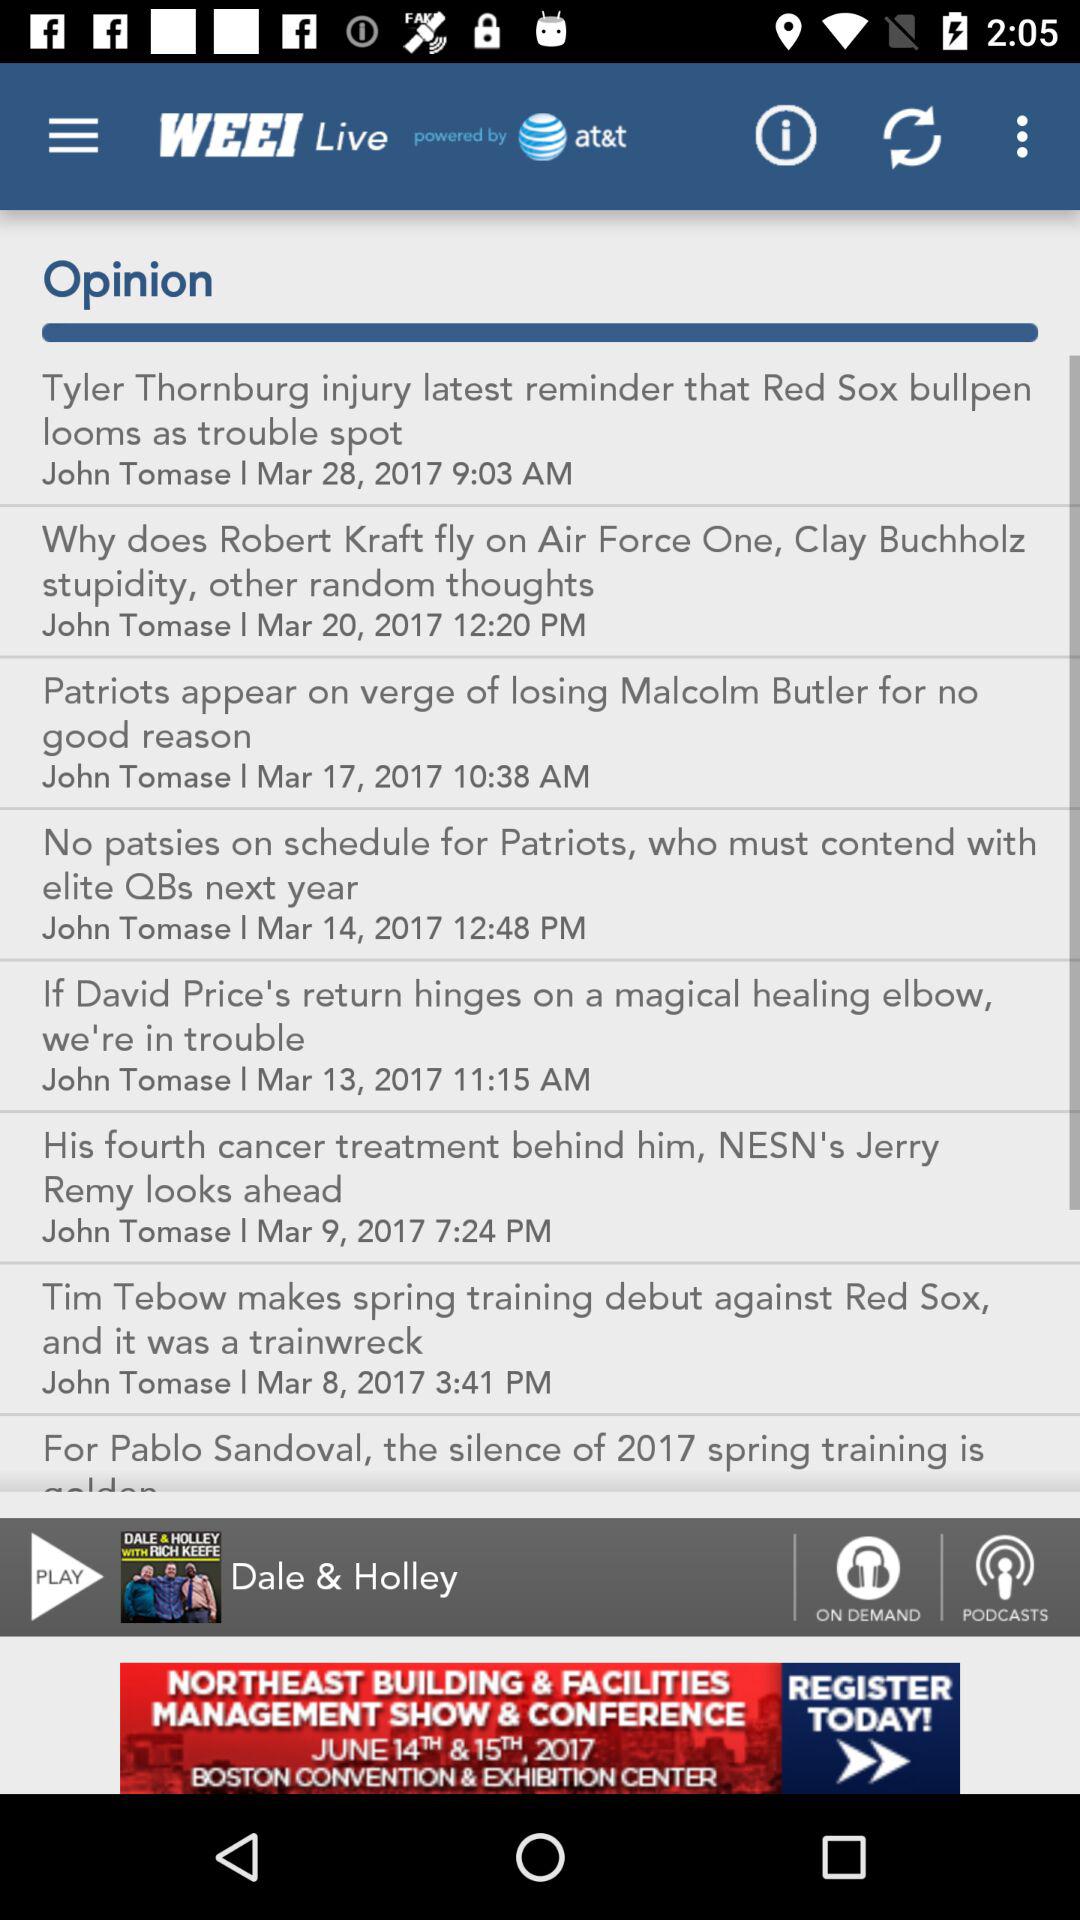 FAKE
2:05
WEEI Live powered by at&t
Opinion
Tyler Thornburg injury latest reminder that Red Sox bullpen
looms as trouble spot
John Tomase | Mar 28, 2017 9:03 AM
Why does Robert Kraft fly on Air Force One, Clay Buchholz
stupidity, other random thoughts
John Tomase | Mar 20, 2017 12:20 PM
Patriots appear on verge of losing Malcolm Butler for no
good reason
John Tomase | Mar 17, 2017 10:38 AM
No patsies on schedule for Patriots, who must contend with
elite QBs next year
John Tomase | Mar 14, 2017 12:48 PM
If David Price's return hinges on a magical healing elbow,
we're in trouble
John Tomase | Mar 13, 2017 11:15 AM
His fourth cancer treatment behind him, NESN's Jerry
Remy looks ahead
John Tomase | Mar 9, 2017 7:24 PM
Tim Tebow makes spring training debut against Red Sox,
and it was a trainwreck
John Tomase | Mar 8, 2017 3:41 PM
For Pablo Sandoval, the silence of 2017 spring training is
golden
PLAY
DALE & HOLLEY
WITH RICH KEEFE
Dale & Holley
ON DEMAND
PODCASTS
NORTHEAST BUILDING & FACILITIES
MANAGEMENT SHOW & CONFERENCE
JUNE 14TH & 15TH, 2017
BOSTON CONVENTION & EXHIBITION CENTER
REGISTER
TODAY!